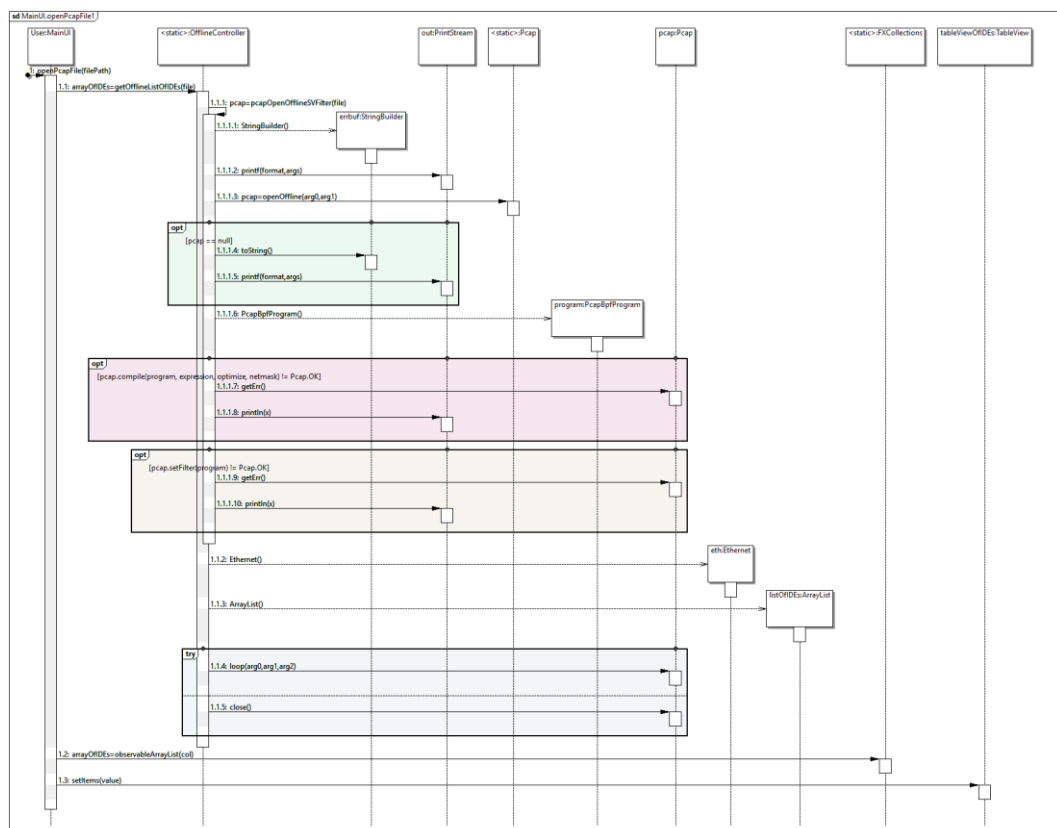 sd MainUI.openPcapFile1
User:MainUI
<static>:OfflineController
out:PrintStream
<static>:Pcap
pcap:Pcap
<static>:FXCollections
tableViewOfIDEs:TableView
1: openPcapFile(filePath)
1.1: arrayOfIDEs=getOfflineListOfIDEs(file)
1.1.1: pcap=pcapOpenOfflineSVFilter(file)
errbuf:StringBuilder
1.1.1.1: StringBuilder()
1.1.1.2: printf(format,args)
1.1.1.3: pcap=openOffline(arg0,arg1)
opt
[pcap == null]
1.1.1.4: toString()
1.1.1.5: printf(format,args)
program:PcapBpfProgram
1.1.1.6: PcapBpfProgram()
opt
[pcap.compile(program, expression, optimize, netmask) != Pcap.OK]
1.1.1.7: getErr()
1.1.1.8: println(x)
opt
[pcap.setFilter(program) != Pcap.OK]
1.1.1.9: getErr()
1.1.1.10: println(x)
eth:Ethernet
1.1.2: Ethernet()
listOfIDEs:ArrayList
1.1.3: ArrayList()
try
1.1.4: loop(arg0,arg1,arg2)
1.1.5: close()
1.2: arrayOfIDEs=observableArrayList(col)
1.3: setItems(value)